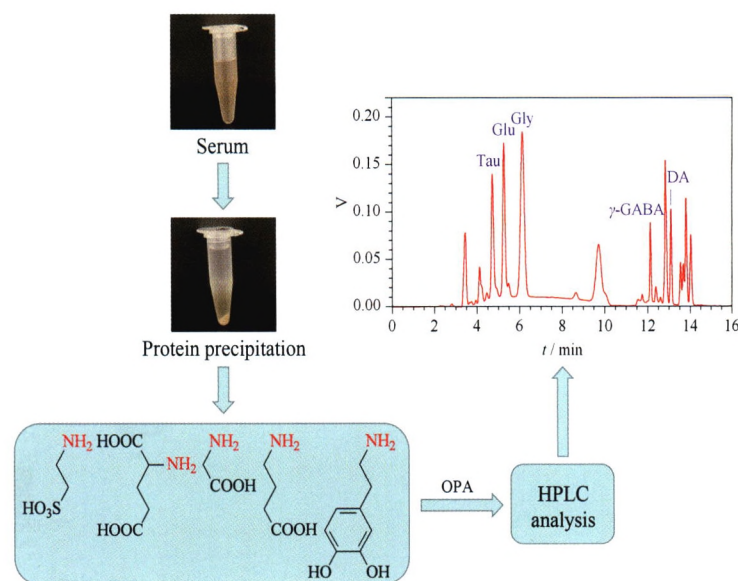 Serum
Protein precipitation
0.20
0.15
0.10
0.05
0.00
V
Tau
Glu
Gly
γ-GABA
DA
0 2 4 6 8 10 12 14 16
t / min
NH₂
HO₃S
HOOC
NH₂
HOOC
NH₂
COOH
NH₂
COOH
NH₂
HO
OH
OPA
HPLC
analysis